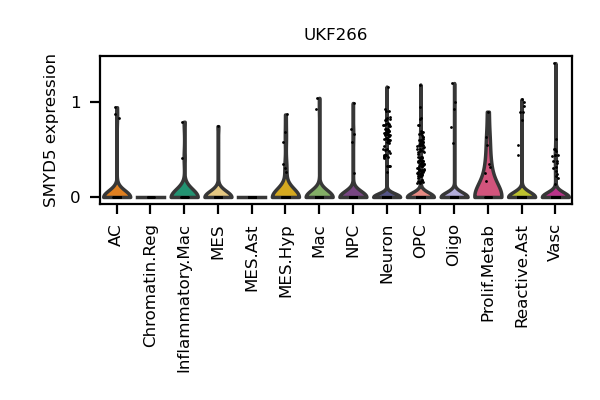 UKF266
SMYD5 expression
1
0
AC
Chromatin.Reg
Inflammatory.Mac
MES
MES.Ast
MES.Hyp
Mac
NPC
Neuron
OPC
Oligo
Prolif.Metab
Reactive.Ast
Vasc